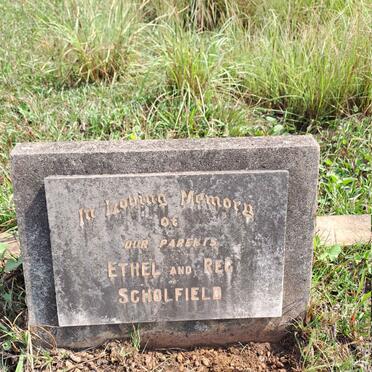 In Loving Memory
OF
OUR PARENTS
ETHEL AND REG
SCHOLFIELD